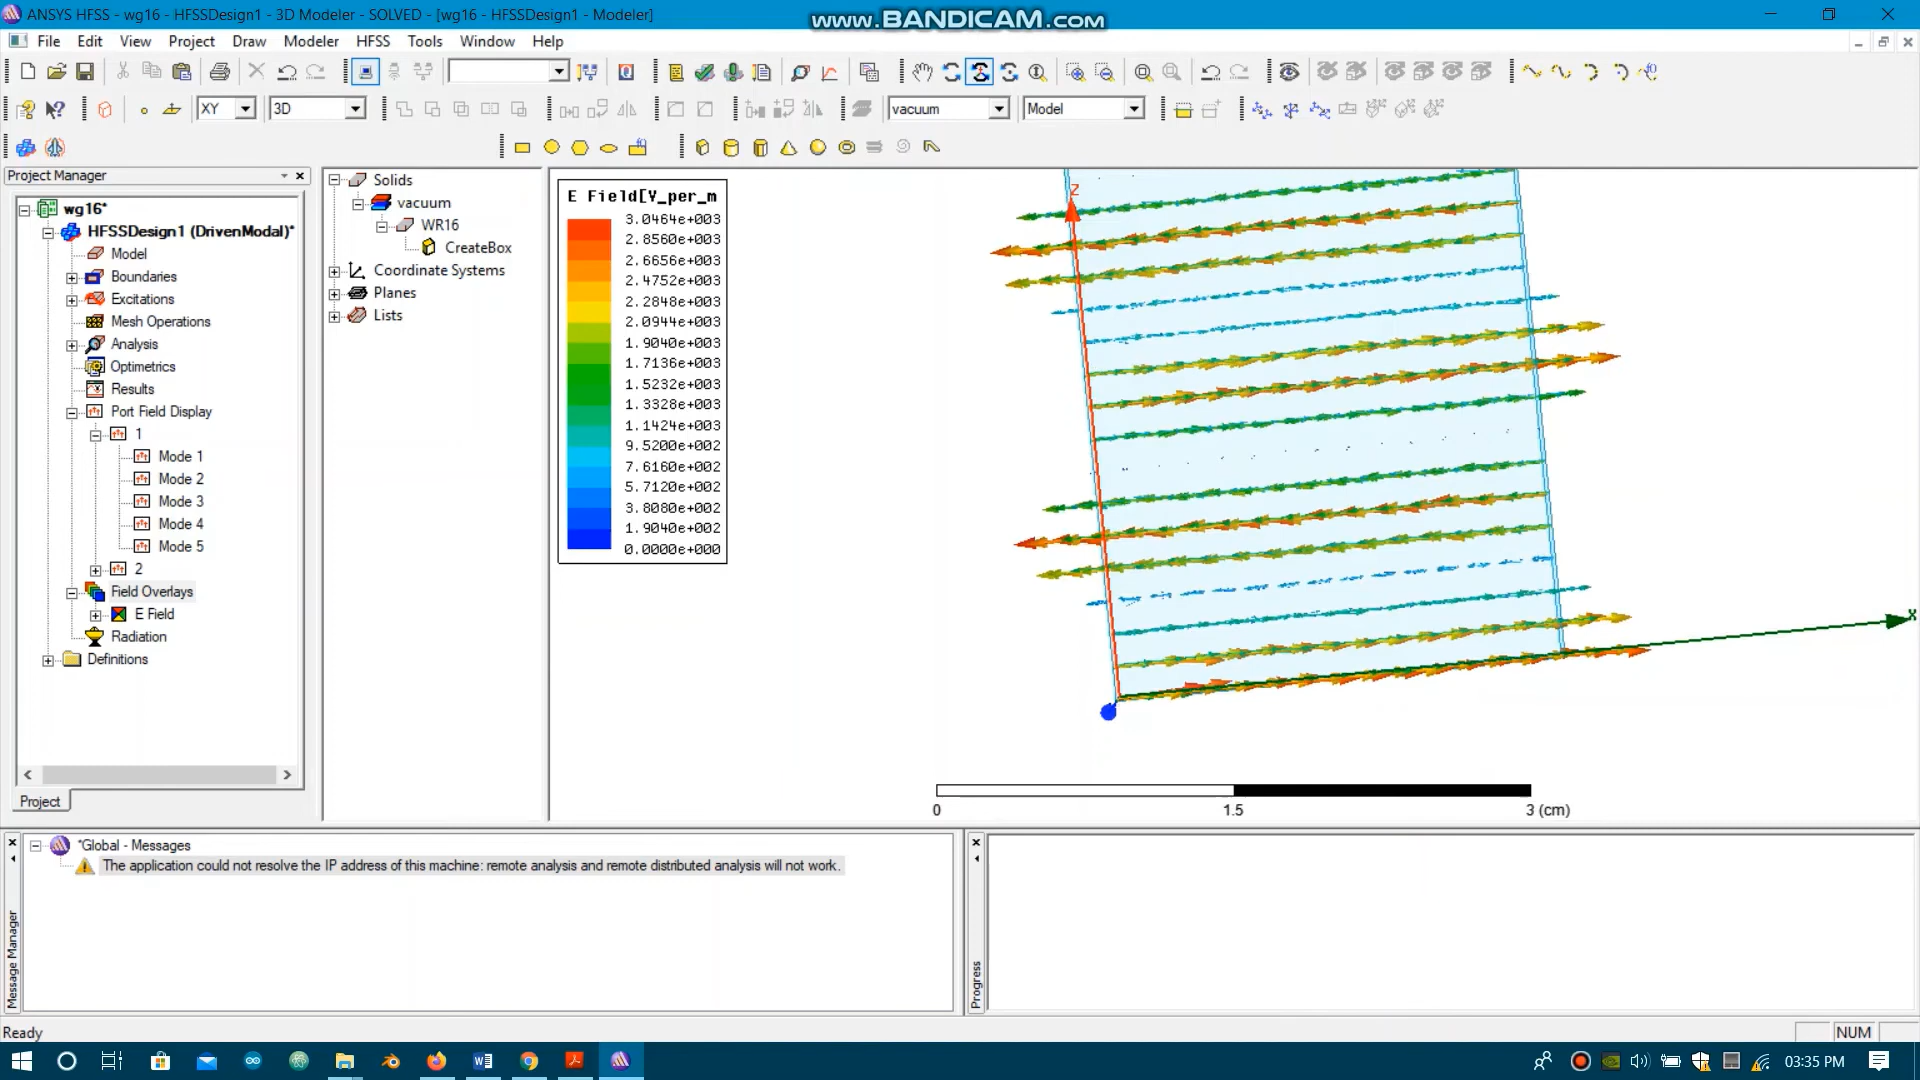 ANSYS HFSS - wg16 - HFSSDesign1 - 3D Modeler - SOLVED - [wg16 - HFSSDesign1 - Modeler]
www.BANDICAM.com
File Edit View Project Draw Modeler HFSS Tools Window Help
XY 3D vacuum Model
Project Manager
wg16*
HFSSDesign1 (DrivenModal)*
Model
Boundaries
Excitations
Mesh Operations
Analysis
Optimetrics
Results
Port Field Display
1
Mode 1
Mode 2
Mode 3
Mode 4
Mode 5
2
Field Overlays
E Field
Radiation
Definitions
Project
Solids
vacuum
WR16
CreateBox
Coordinate Systems
Planes
Lists
E Field[V_per_m
3.0464e+003
2.8560e+003
2.6656e+003
2.4752e+003
2.2848e+003
2.0944e+003
1.9040e+003
1.7136e+003
1.5232e+003
1.3328e+003
1.1424e+003
9.5200e+002
7.6160e+002
5.7120e+002
3.8080e+002
1.9040e+002
0.0000e+000
Z
X
0 1.5 3 (cm)
*Global - Messages
The application could not resolve the IP address of this machine: remote analysis and remote distributed analysis will not work.
Message Manager
Progress
Ready
NUM
03:35 PM